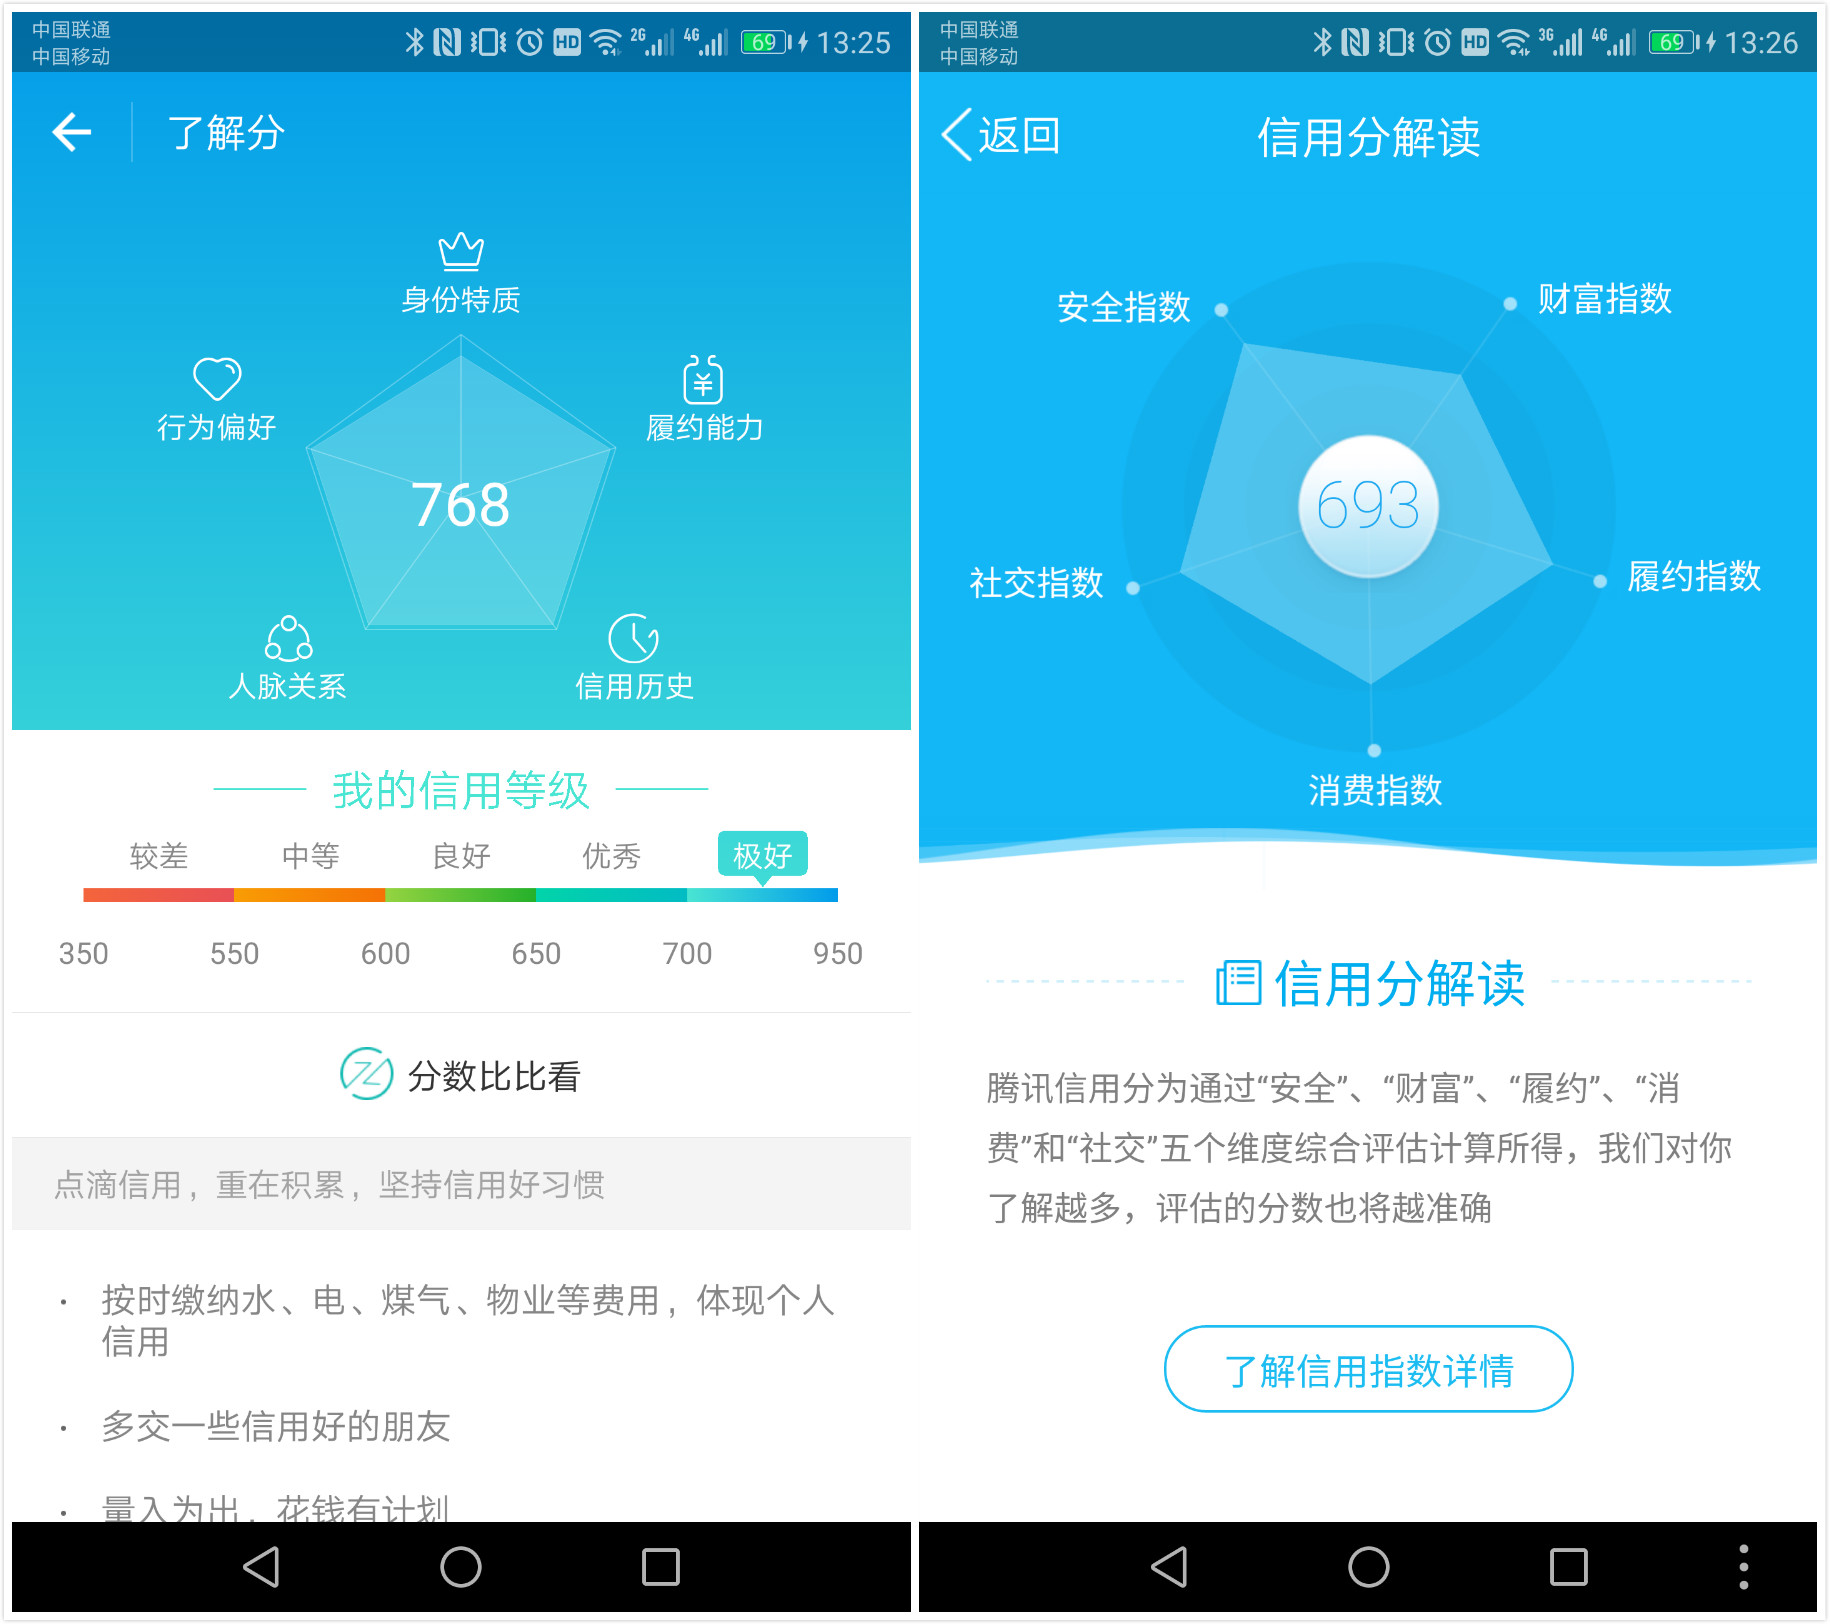 中国联通
中国移动
HD 2G 4G 69 13:25
了解分
身份特质
行为偏好
履约能力
768
人脉关系
信用历史
我的信用等级
较差 中等 良好 优秀 极好
350 550 600 650 700 950
分数比比看
点滴信用，重在积累，坚持信用好习惯
· 按时缴纳水、电、煤气、物业等费用，体现个人
信用
· 多交一些信用好的朋友
· 量入为出，花钱有计划
中国联通
中国移动
HD 3G 4G 69 13:26
返回
信用分解读
安全指数
财富指数
693
社交指数
履约指数
消费指数
信用分解读
腾讯信用分为通过“安全”、“财富”、“履约”、“消
费”和“社交”五个维度综合评估计算所得，我们对你
了解越多，评估的分数也将越准确
了解信用指数详情